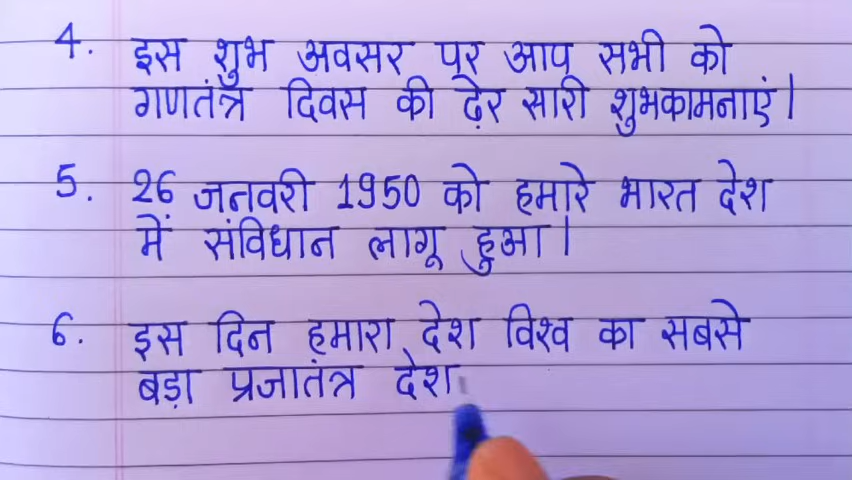 4. इस शुभ अवसर पर आप सभी को
गणतंत्र दिवस की ढ़ेर सारी शुभकामनाएं।
5. 26 जनवरी 1950 को हमारे भारत देश
में संविधान लागू हुआ।
6. इस दिन हमारा देश विश्व का सबसे
बड़ा प्रजातंत्र देश